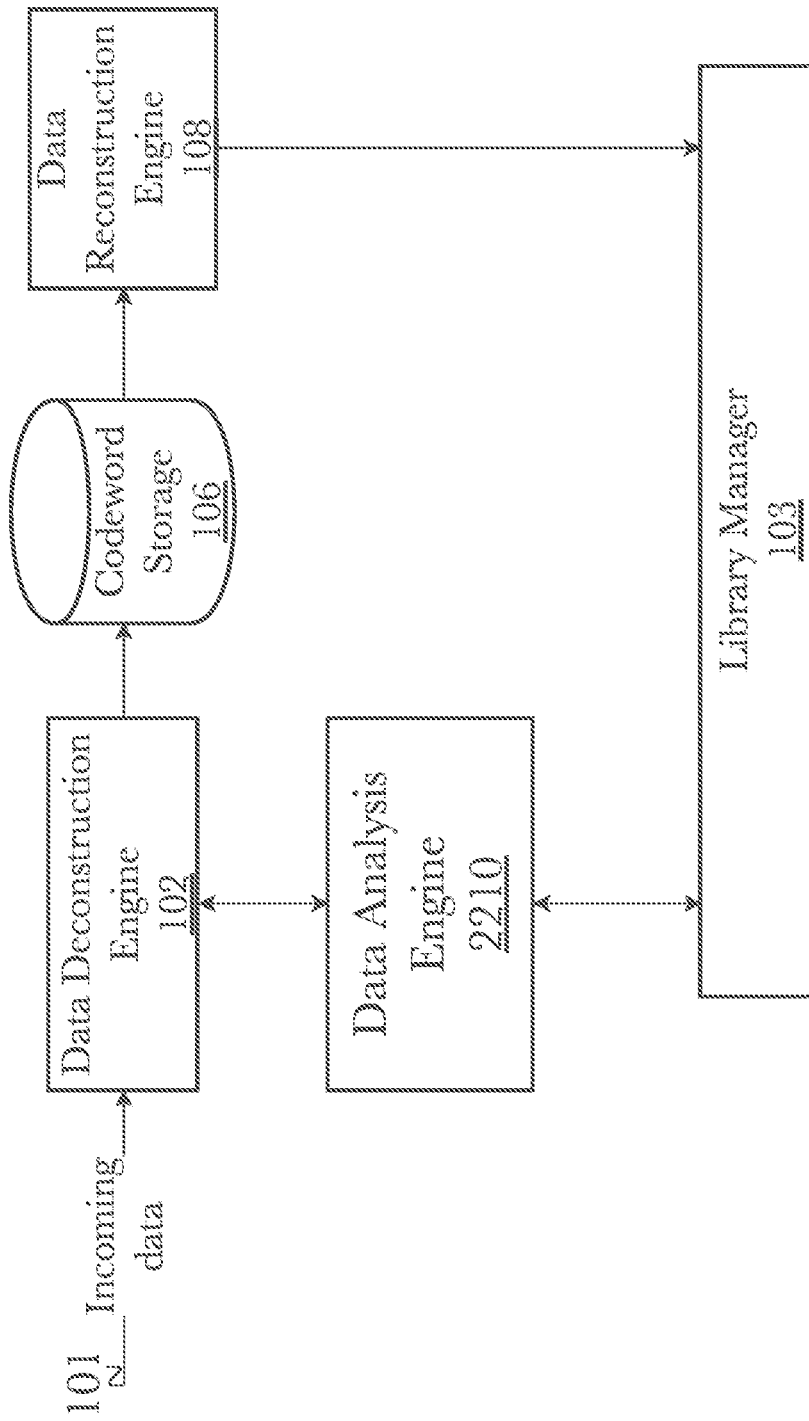 101
Incoming
data
Data Deconstruction
Engine
102
Codeword
Storage
106
Data
Reconstruction
Engine
108
Data Analysis
Engine
2210
Library Manager
103